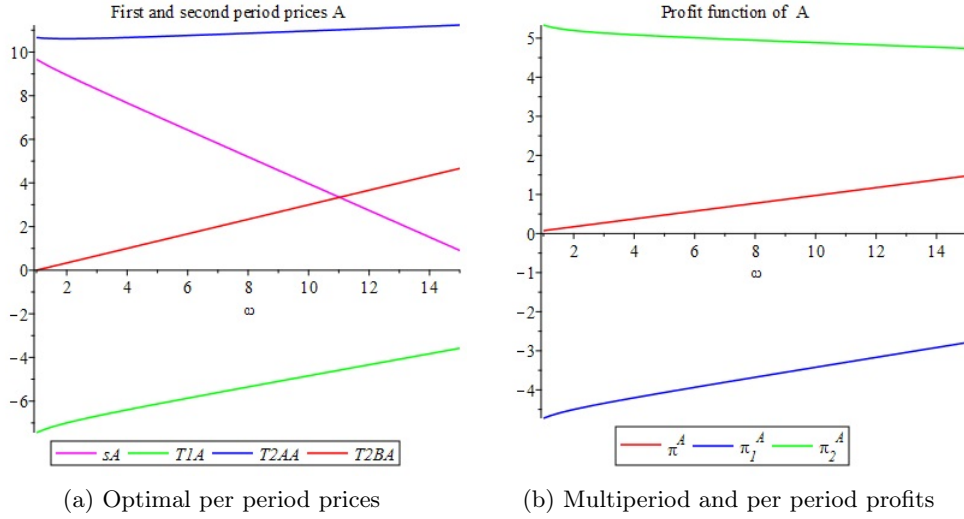 First and second period prices A
10
8
6
4
2
0
2 4 6 8 10 12 14
ω
−2
−4
−6
sA T1A T2AA T2BA
(a) Optimal per period prices
Profit function of A
5
4
3
2
1
0
2 4 6 8 10 12 14
ω
−1
−2
−3
−4
π^A π_1^A π_2^A
(b) Multiperiod and per period profits